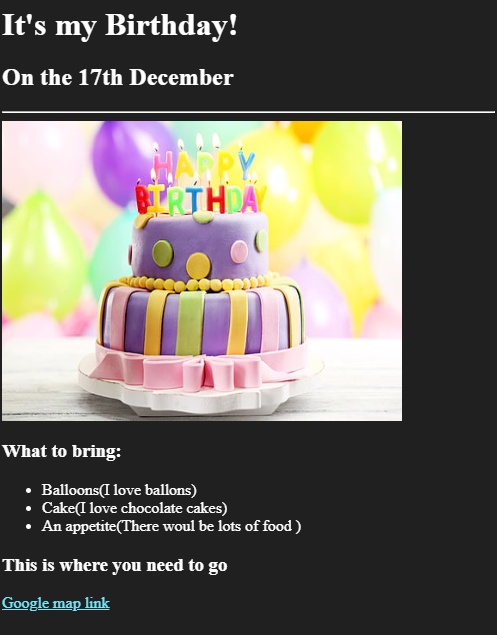 It's my Birthday!
On the 17th December
HAPPY
BIRTHDAY
What to bring:
Balloons(I love ballons)
Cake(I love chocolate cakes)
An appetite(There woul be lots of food )
This is where you need to go
Google map link